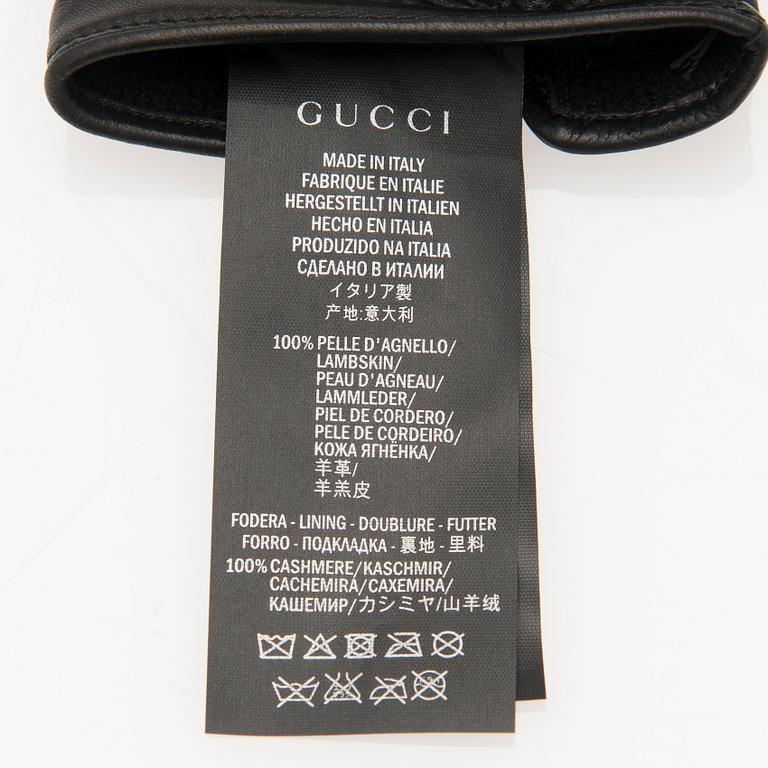 GUCCI
MADE IN ITALY
FABRIQUE EN ITALIE
HERGESTELLT IN ITALIEN
HECHO EN ITALIA
PRODUZIDO NA ITALIA
СДЕЛАНО В ИТАЛИИ
イタリア製
产地:意大利
100% PELLE D'AGNELLO/
LAMBSKIN/
PEAU D'AGNEAU/
LAMMLEDER/
PIEL DE CORDERO/
PELE DE CORDEIRO/
КОЖА ЯГНЁНКА/
羊革/
羊羔皮
FODERA - LINING - DOUBLURE - FUTTER
FORRO - ПОДКЛАДКА - 裏地 - 里料
100% CASHMERE/KASCHMIR/
CACHEMIRA/CAXEMIRA/
КАШЕМИР/カシミヤ/山羊绒